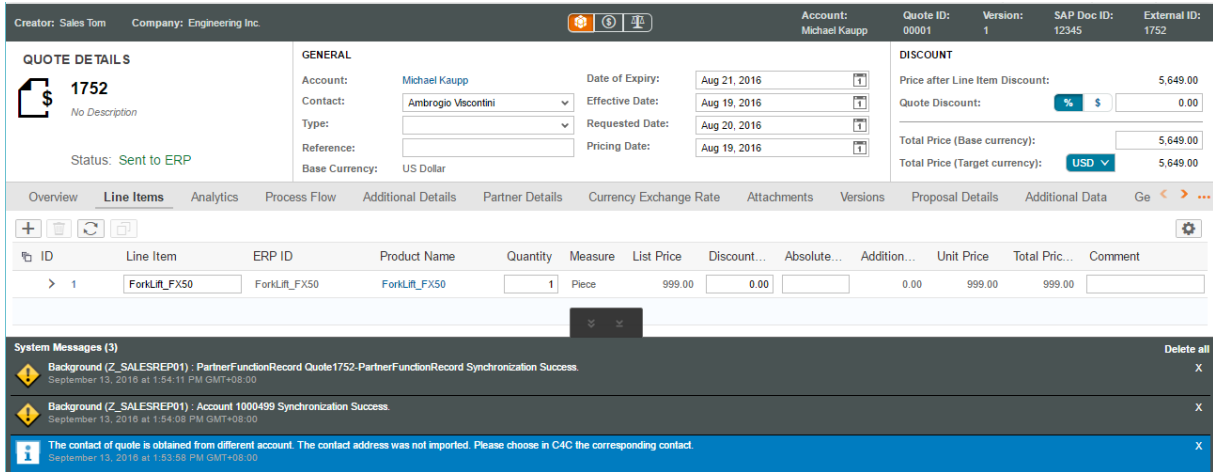 Creator: Sales Tom Company: Engineering Inc. Account: Quote ID: Version: SAP Doc ID: External ID:
Michael Kaupp 00001 1 12345 1752
QUOTE DETAILS
1752
No Description
Status: Sent to ERP
GENERAL
Account: Michael Kaupp
Contact: Ambrogio Viscontini
Type:
Reference:
Base Currency: US Dollar
Date of Expiry: Aug 21, 2016
Effective Date: Aug 19, 2016
Requested Date: Aug 20, 2016
Pricing Date: Aug 19, 2016
DISCOUNT
Price after Line Item Discount: 5,649.00
Quote Discount: % $ 0.00
Total Price (Base currency): 5,649.00
Total Price (Target currency): USD 5,649.00
Overview Line Items Analytics Process Flow Additional Details Partner Details Currency Exchange Rate Attachments Versions Proposal Details Additional Data Ge
ID Line Item ERP ID Product Name Quantity Measure List Price Discount... Absolute... Addition... Unit Price Total Pric... Comment
1 ForkLift_FX50 ForkLift_FX50 ForkLift_FX50 1 Piece 999.00 0.00 0.00 999.00 999.00
System Messages (3) Delete all
Background (Z_SALESREP01) : PartnerFunctionRecord Quote1752-PartnerFunctionRecord Synchronization Success. X
September 13, 2016 at 1:54:11 PM GMT+08:00
Background (Z_SALESREP01) : Account 1000499 Synchronization Success. X
September 13, 2016 at 1:54:08 PM GMT+08:00
The contact of quote is obtained from different account. The contact address was not imported. Please choose in C4C the corresponding contact. X
September 13, 2016 at 1:53:58 PM GMT+08:00